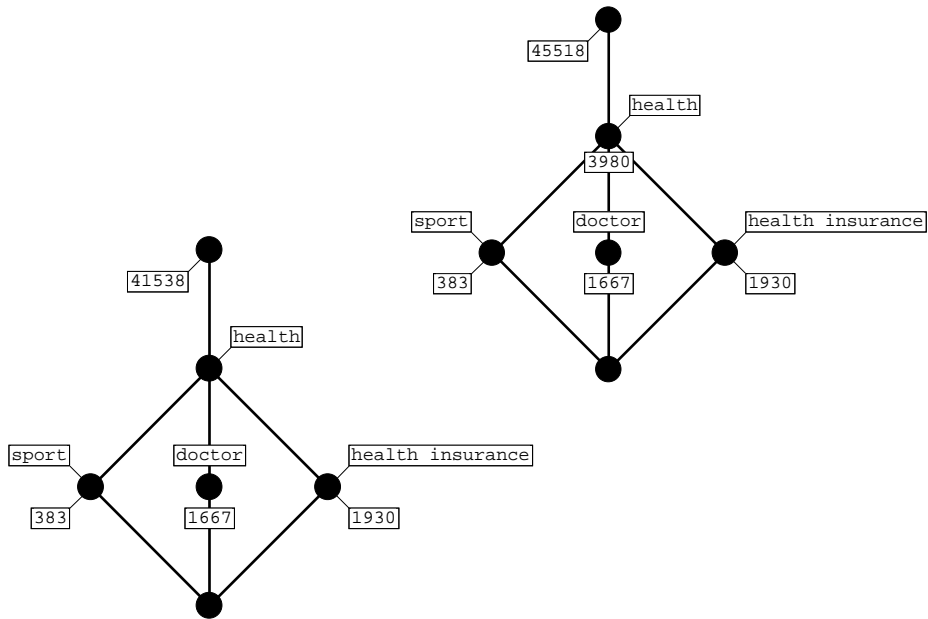 45518
health
3980
sport
doctor
health insurance
383
1667
1930
41538
health
sport
doctor
health insurance
383
1667
1930